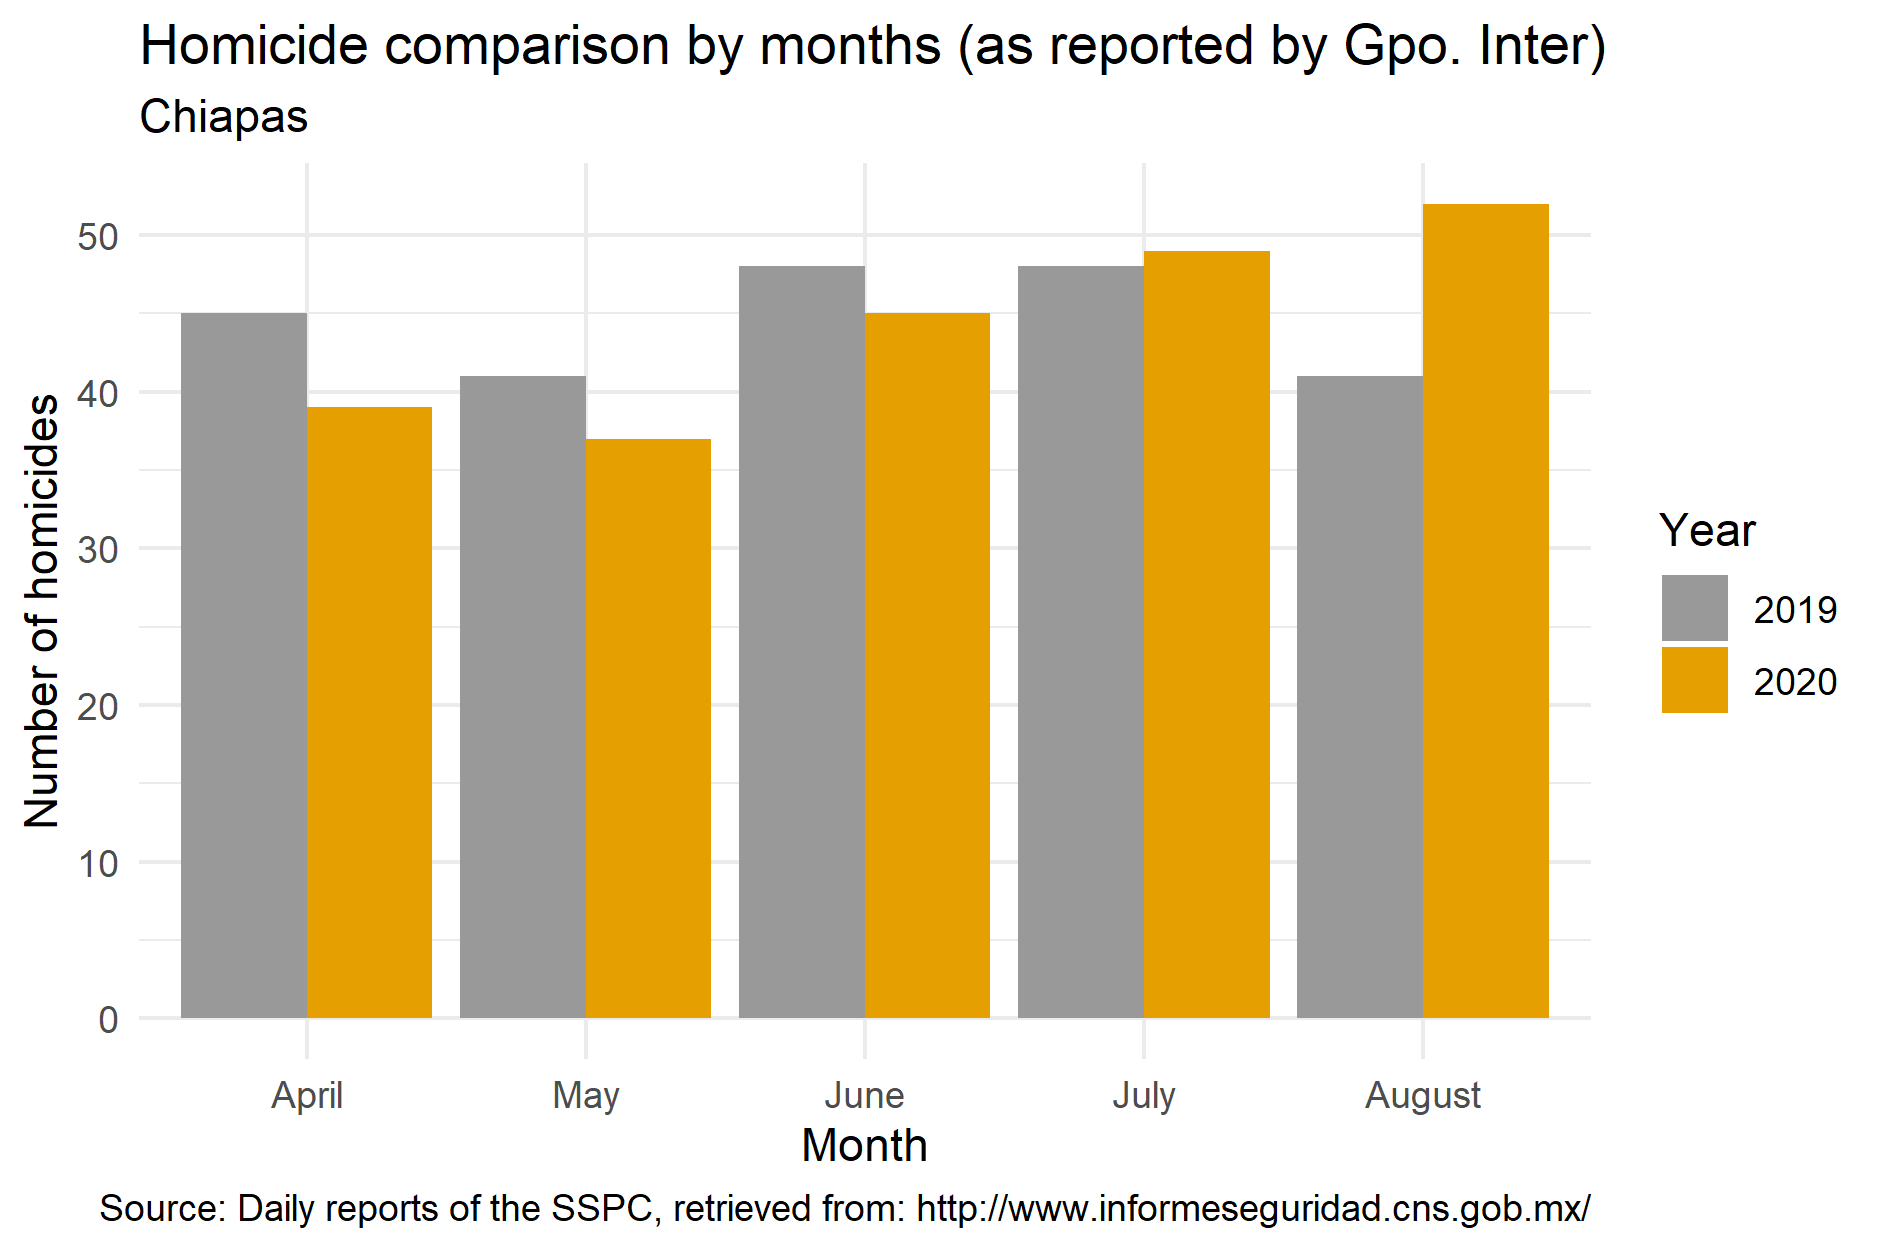 Homicide comparison by months (as reported by Gpo. Inter)
Chiapas
Number of homicides
50
40
30
20
10
0
April May June July August
Month
Year
2019
2020
Source: Daily reports of the SSPC, retrieved from: http://www.informeseguridad.cns.gob.mx/